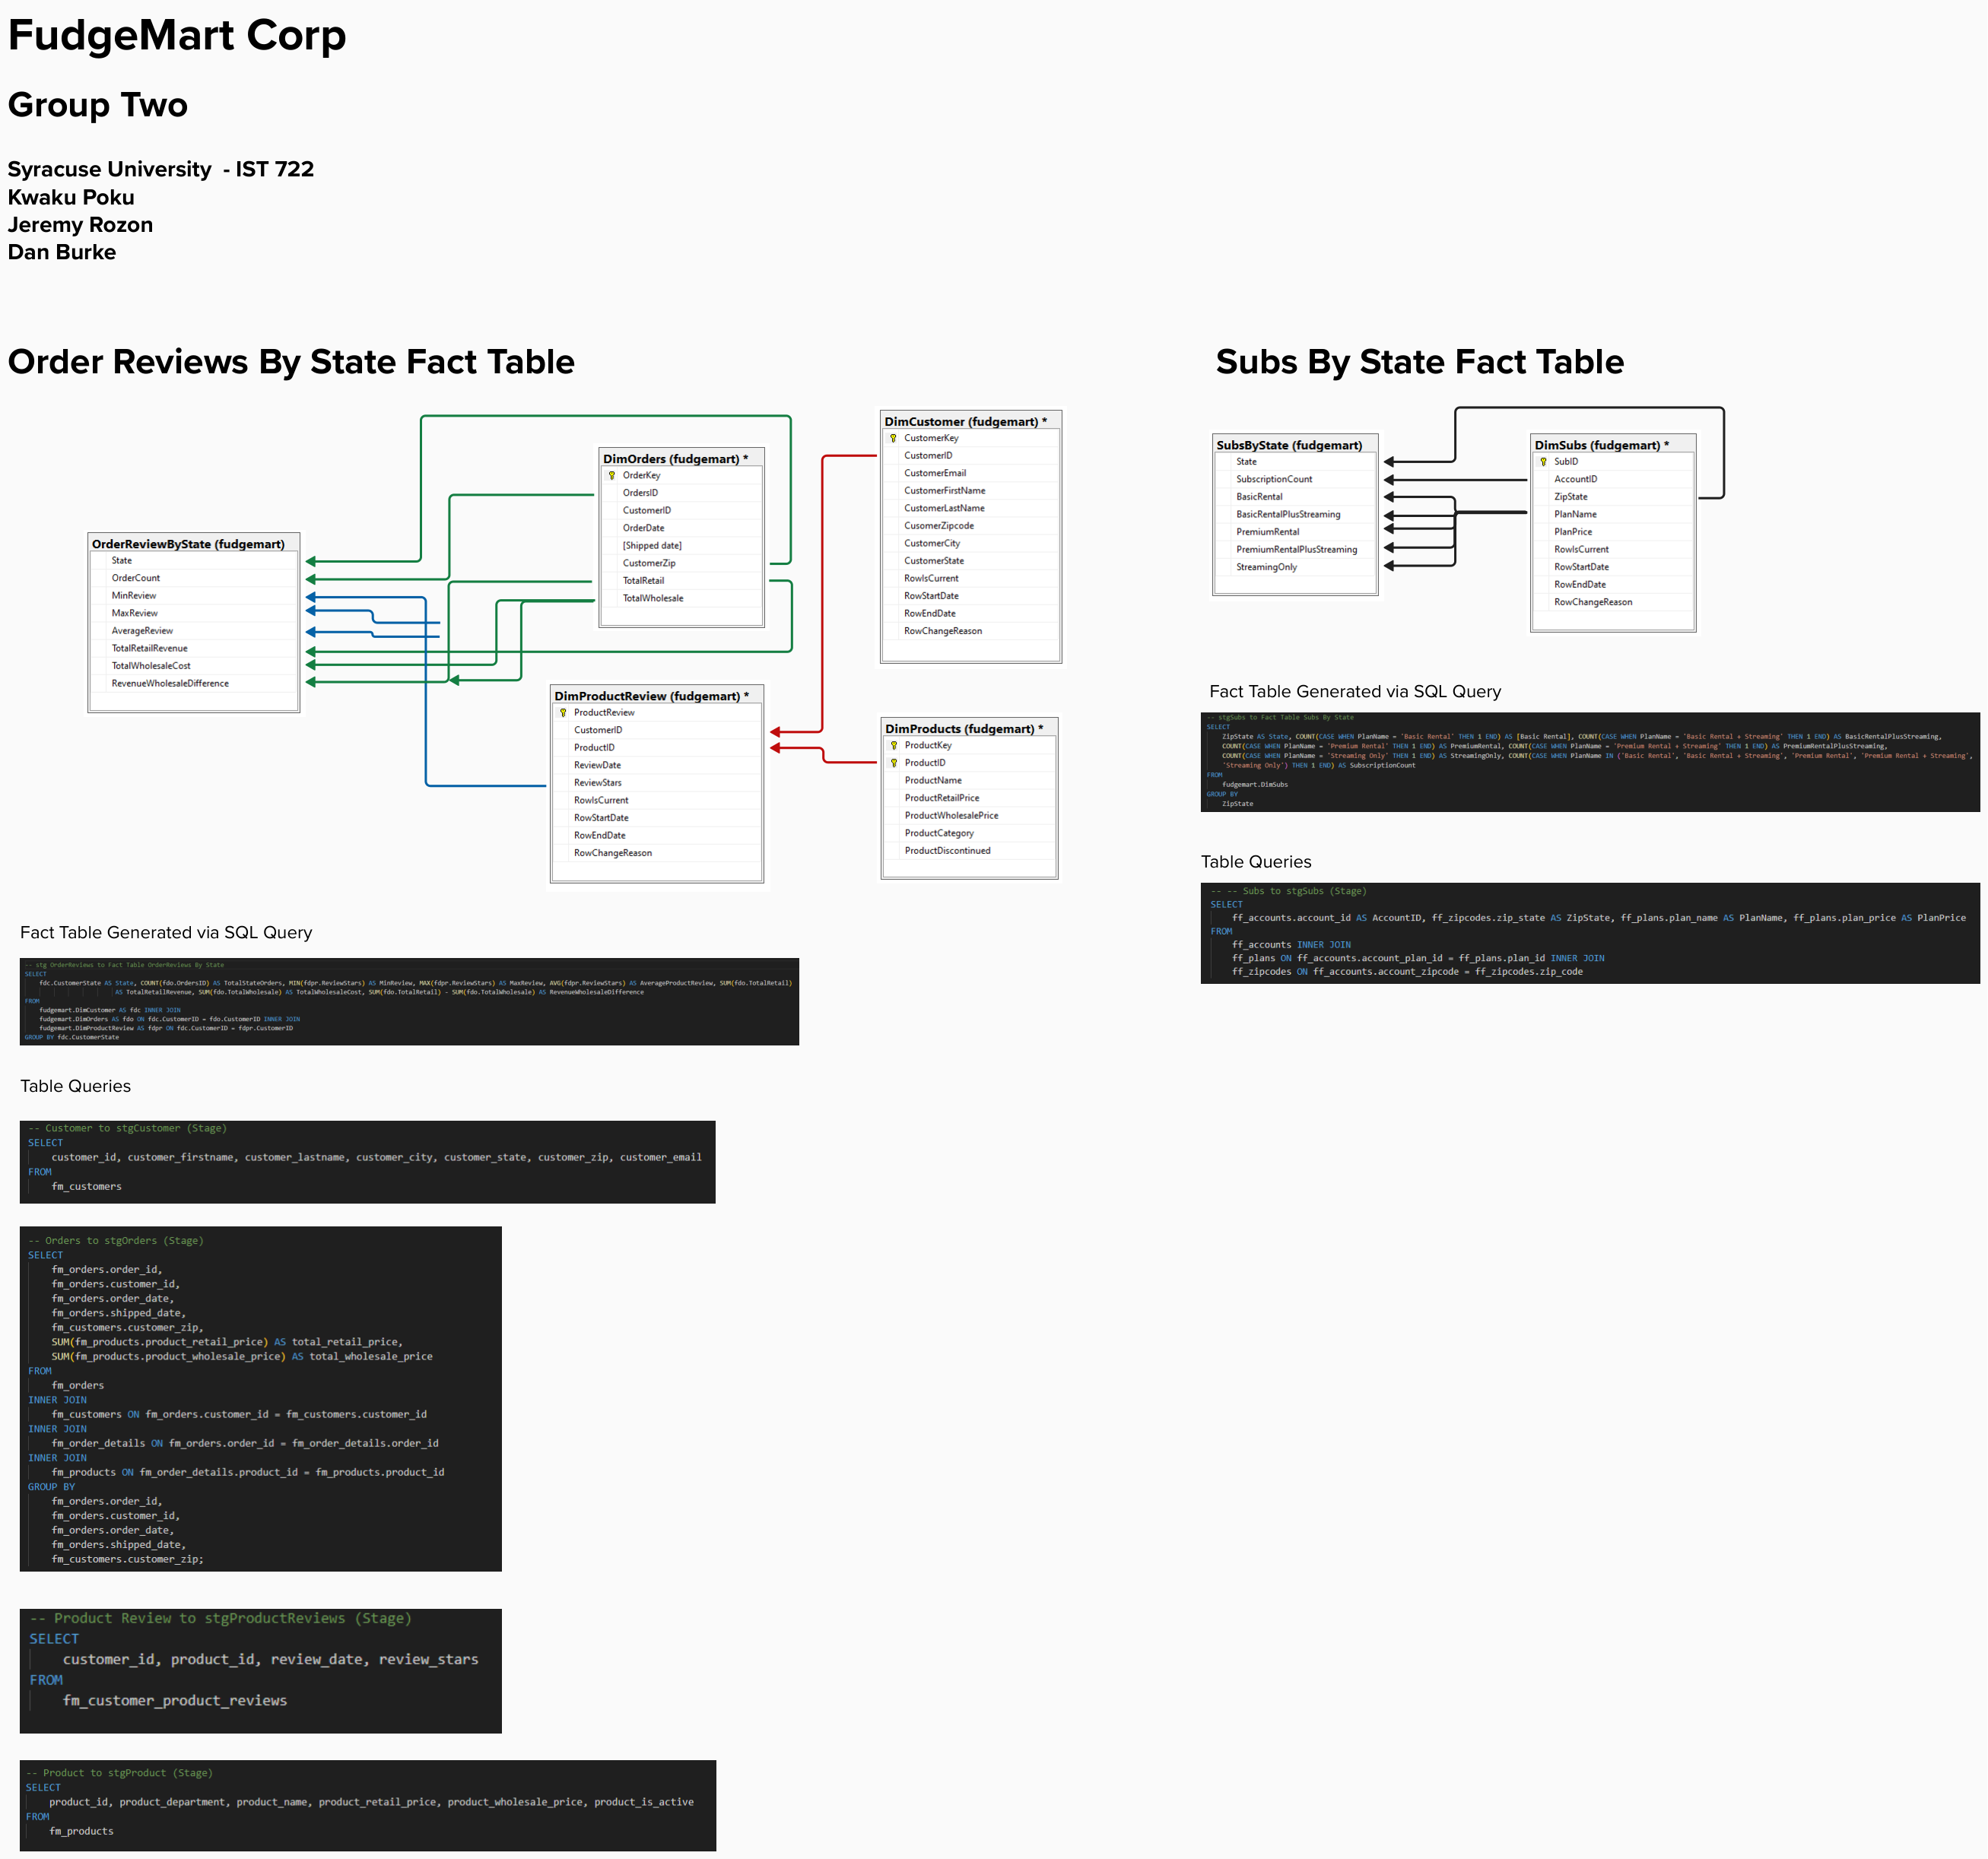 FudgeMart Corp
Group Two
Syracuse University  - IST 722
Kwaku Poku
Jeremy Rozon
Dan Burke
Order Reviews By State Fact Table
OrderReviewByState (fudgemart)
State
OrderCount
MinReview
MaxReview
AverageReview
TotalRetailRevenue
TotalWholesaleCost
RevenueWholesaleDifference
DimOrders (fudgemart) *
OrderKey
OrdersID
CustomerID
OrderDate
[Shipped date]
CustomerZip
TotalRetail
TotalWholesale
DimProductReview (fudgemart) *
ProductReview
CustomerID
ProductID
ReviewDate
ReviewStars
RowIsCurrent
RowStartDate
RowEndDate
RowChangeReason
DimCustomer (fudgemart) *
CustomerKey
CustomerID
CustomerEmail
CustomerFirstName
CustomerLastName
CusomerZipcode
CustomerCity
CustomerState
RowIsCurrent
RowStartDate
RowEndDate
RowChangeReason
DimProducts (fudgemart) *
ProductKey
ProductID
ProductName
ProductRetailPrice
ProductWholesalePrice
ProductCategory
ProductDiscontinued
Fact Table Generated via SQL Query
-- stg OrderReviews to Fact Table OrderReviews By State
SELECT
fdc.CustomerState AS State, COUNT(fdo.OrdersID) AS TotalStateOrders, MIN(fdpr.ReviewStars) AS MinReview, MAX(fdpr.ReviewStars) AS MaxReview, AVG(fdpr.ReviewStars) AS AverageProductReview, SUM(fdo.TotalRetail)
AS TotalRetailRevenue, SUM(fdo.TotalWholesale) AS TotalWholesaleCost, SUM(fdo.TotalRetail) - SUM(fdo.TotalWholesale) AS RevenueWholesaleDifference
FROM
fudgemart.DimCustomer AS fdc INNER JOIN
fudgemart.DimOrders AS fdo ON fdc.CustomerID = fdo.CustomerID INNER JOIN
fudgemart.DimProductReview AS fdpr ON fdc.CustomerID = fdpr.CustomerID
GROUP BY fdc.CustomerState
Table Queries
-- Customer to stgCustomer (Stage)
SELECT
customer_id, customer_firstname, customer_lastname, customer_city, customer_state, customer_zip, customer_email
FROM
fm_customers
-- Orders to stgOrders (Stage)
SELECT
fm_orders.order_id,
fm_orders.customer_id,
fm_orders.order_date,
fm_orders.shipped_date,
fm_customers.customer_zip,
SUM(fm_products.product_retail_price) AS total_retail_price,
SUM(fm_products.product_wholesale_price) AS total_wholesale_price
FROM
fm_orders
INNER JOIN
fm_customers ON fm_orders.customer_id = fm_customers.customer_id
INNER JOIN
fm_order_details ON fm_orders.order_id = fm_order_details.order_id
INNER JOIN
fm_products ON fm_order_details.product_id = fm_products.product_id
GROUP BY
fm_orders.order_id,
fm_orders.customer_id,
fm_orders.order_date,
fm_orders.shipped_date,
fm_customers.customer_zip;
-- Product Review to stgProductReviews (Stage)
SELECT
customer_id, product_id, review_date, review_stars
FROM
fm_customer_product_reviews
-- Product to stgProduct (Stage)
SELECT
product_id, product_department, product_name, product_retail_price, product_wholesale_price, product_is_active
FROM
fm_products
Subs By State Fact Table
SubsByState (fudgemart)
State
SubscriptionCount
BasicRental
BasicRentalPlusStreaming
PremiumRental
PremiumRentalPlusStreaming
StreamingOnly
DimSubs (fudgemart) *
SubID
AccountID
ZipState
PlanName
PlanPrice
RowIsCurrent
RowStartDate
RowEndDate
RowChangeReason
Fact Table Generated via SQL Query
-- stgSubs to Fact Table Subs By State
SELECT
ZipState AS State, COUNT(CASE WHEN PlanName = 'Basic Rental' THEN 1 END) AS [Basic Rental], COUNT(CASE WHEN PlanName = 'Basic Rental + Streaming' THEN 1 END) AS BasicRentalPlusStreaming,
COUNT(CASE WHEN PlanName = 'Premium Rental' THEN 1 END) AS PremiumRental, COUNT(CASE WHEN PlanName = 'Premium Rental + Streaming' THEN 1 END) AS PremiumRentalPlusStreaming,
COUNT(CASE WHEN PlanName = 'Streaming Only' THEN 1 END) AS StreamingOnly, COUNT(CASE WHEN PlanName IN ('Basic Rental', 'Basic Rental + Streaming', 'Premium Rental', 'Premium Rental + Streaming',
'Streaming Only') THEN 1 END) AS SubscriptionCount
FROM
fudgemart.DimSubs
GROUP BY
ZipState
Table Queries
-- -- Subs to stgSubs (Stage)
SELECT
ff_accounts.account_id AS AccountID, ff_zipcodes.zip_state AS ZipState, ff_plans.plan_name AS PlanName, ff_plans.plan_price AS PlanPrice
FROM
ff_accounts INNER JOIN
ff_plans ON ff_accounts.account_plan_id = ff_plans.plan_id INNER JOIN
ff_zipcodes ON ff_accounts.account_zipcode = ff_zipcodes.zip_code